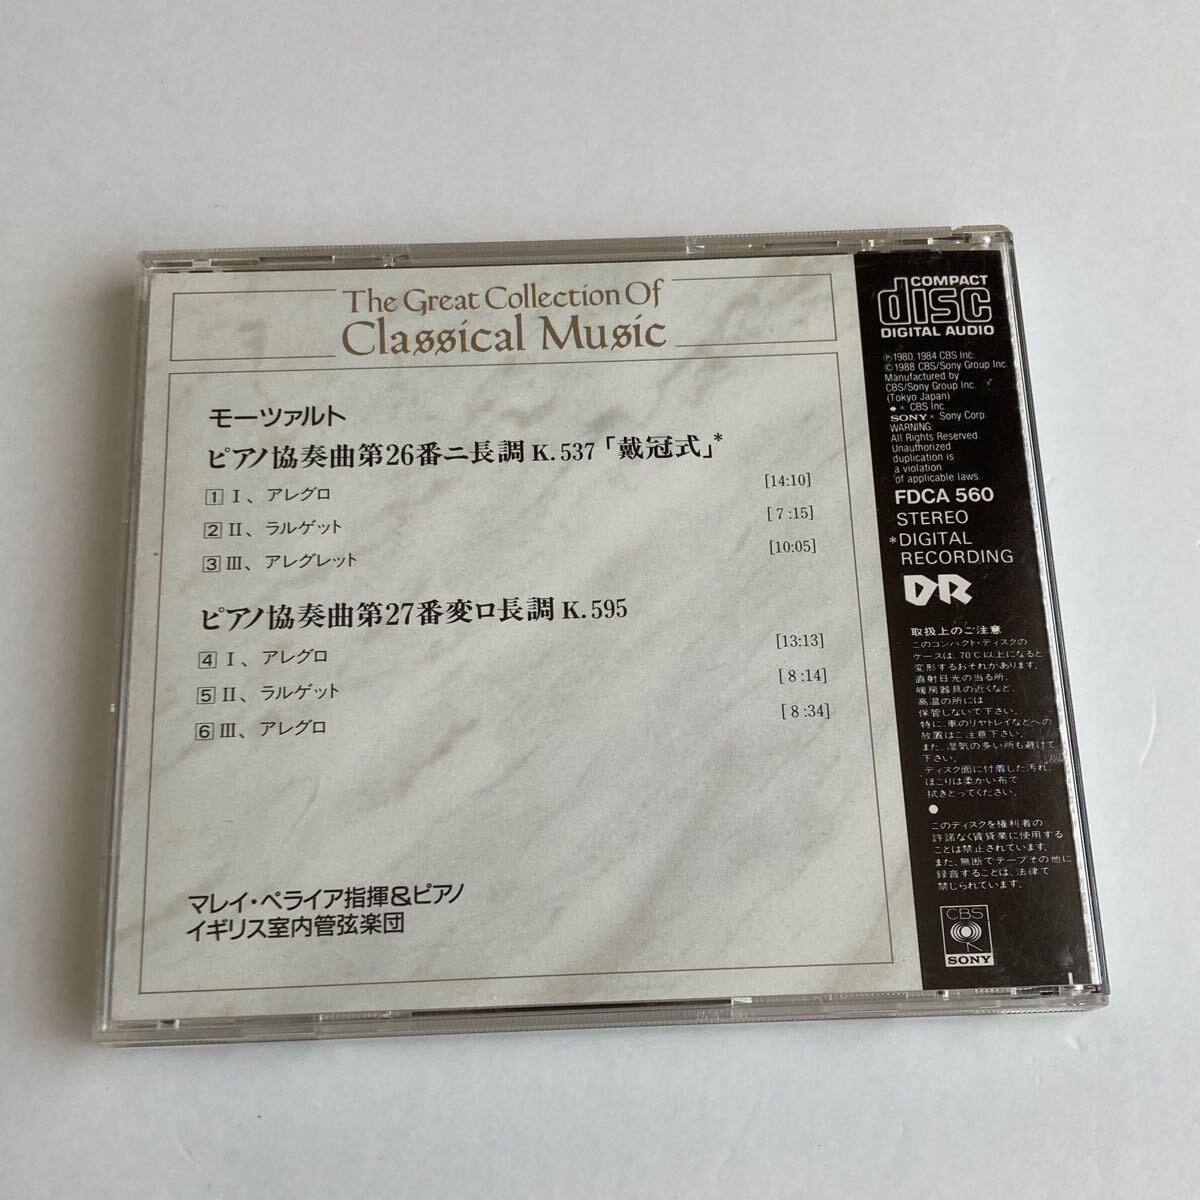 The Great Collection Of
Classical Music
モーツァルト
ピアノ協奏曲第26番ニ長調 K.537「戴冠式」*
1 I、アレグロ [14:10]
2 II、ラルゲット [7:15]
3 III、アレグレット [10:05]
ピアノ協奏曲第27番変ロ長調 K.595
4 I、アレグロ [13:13]
5 II、ラルゲット [8:14]
6 III、アレグロ [8:34]
マレイ・ペライア指揮&ピアノ
イギリス室内管弦楽団
COMPACT
disc
DIGITAL AUDIO
℗1980, 1984 CBS Inc.
©1988 CBS/Sony Group Inc.
Manufactured by
CBS/Sony Group Inc.
(Tokyo Japan)
CBS Inc
SONY Sony Corp.
WARNING:
All Rights Reserved.
Unauthorized
duplication is
a violation
of applicable laws.
FDCA 560
STEREO
*DIGITAL
RECORDING
DR
取扱上のご注意
このコンパクト・ディスクの
ケースは、70℃以上になると
変形するおそれがあります。
直射日光の当る所、
暖房器具の近くなど、
高温の所には
保管しないで下さい。
特に、車のリヤトレイなどへの
放置はご注意下さい。
また、湿気の多い所も避けて
下さい。
ディスク面に付着した汚れ、
ほこりは柔かい布で
拭きとってください。
このディスクを権利者の
許諾なく賃貸業に使用する
ことは禁止されています。
また、無断でテープその他に
録音することは、法律で
禁じられています。
CBS
SONY